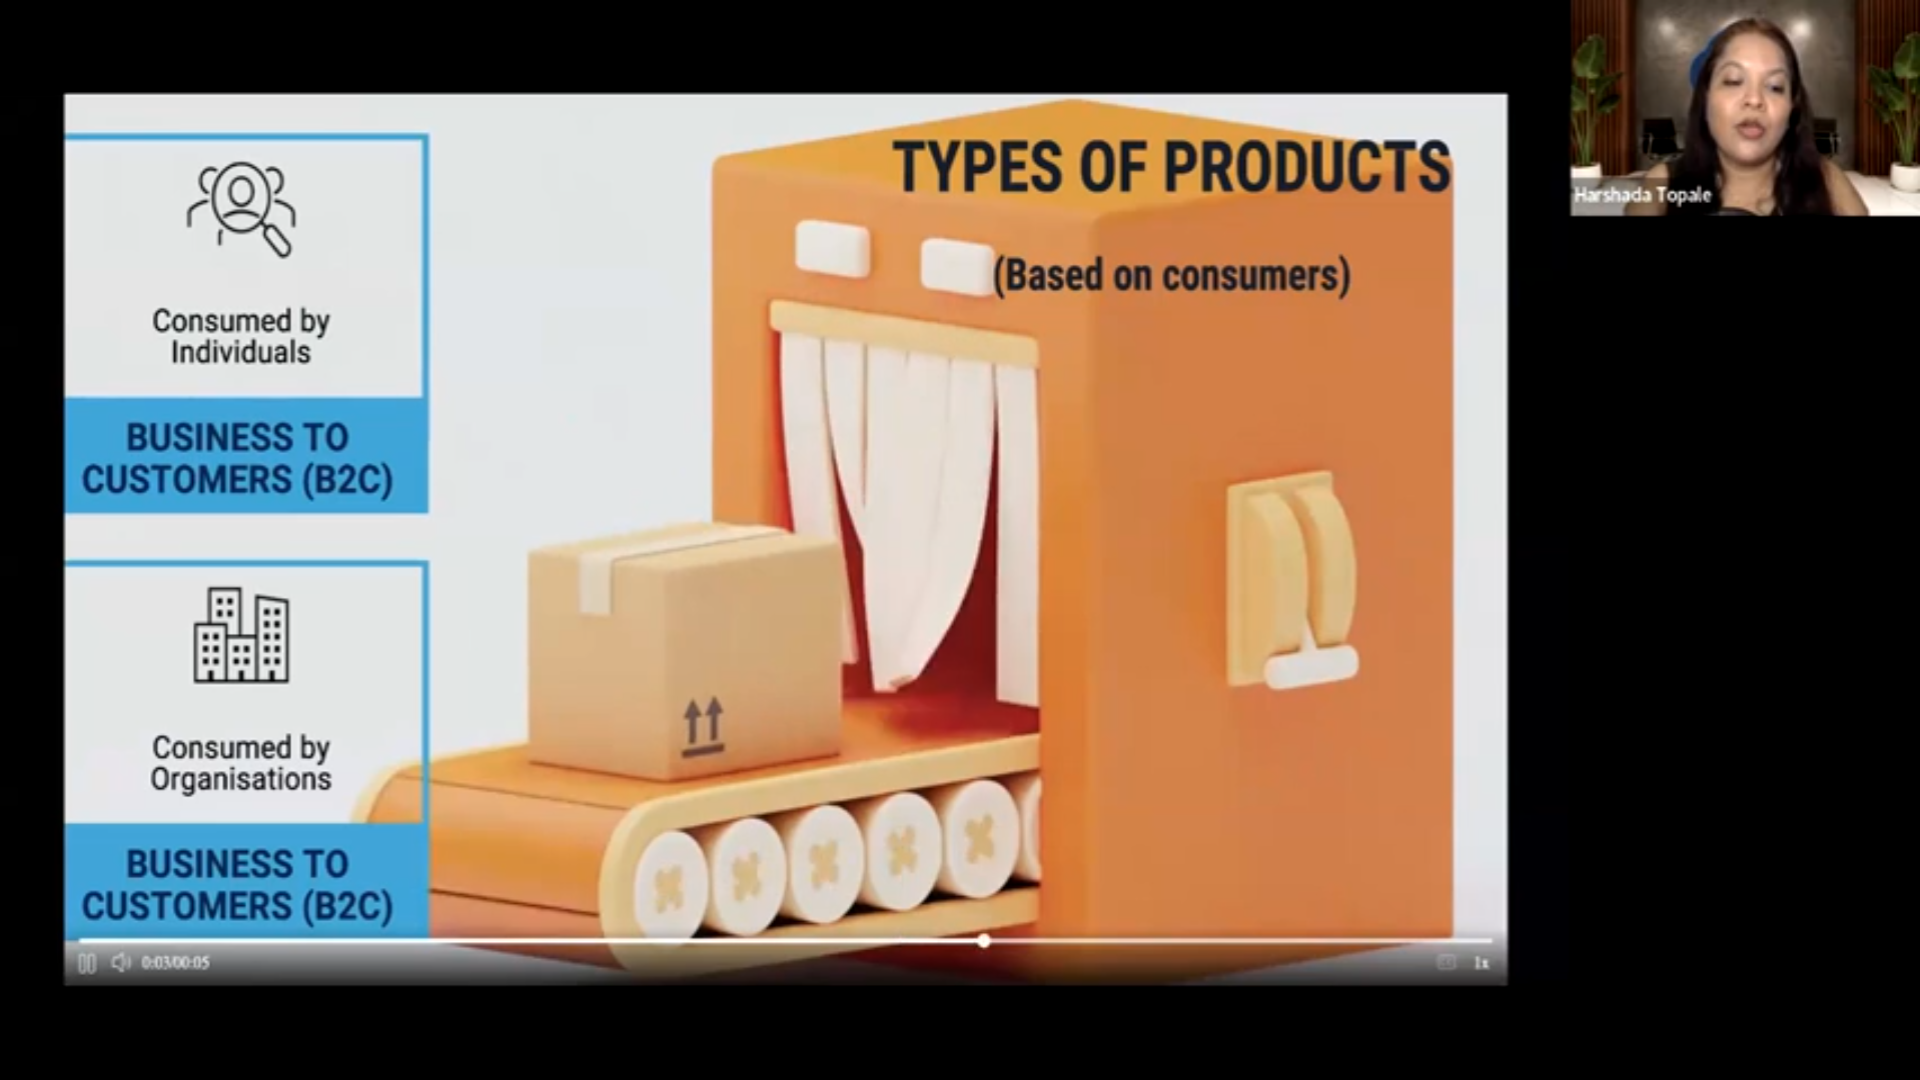 TYPES OF PRODUCTS
(Based on consumers)
Consumed by
Individuals
BUSINESS TO
CUSTOMERS (B2C)
Consumed by
Organisations
BUSINESS TO
CUSTOMERS (B2C)
0:03/00:05
1x
Harshada Topale